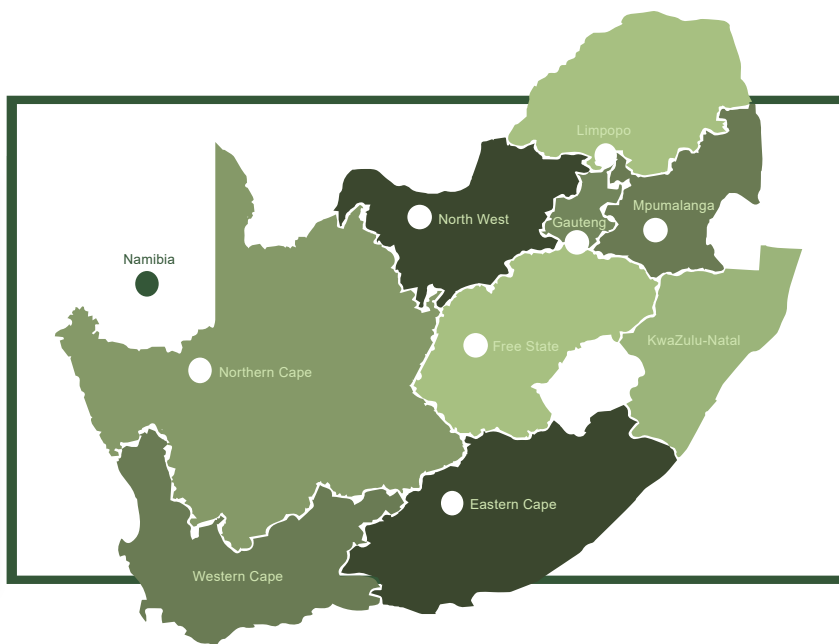 Limpopo
Mpumalanga
North West
Gauteng
Namibia
KwaZulu-Natal
Free State
Northern Cape
Eastern Cape
Western Cape